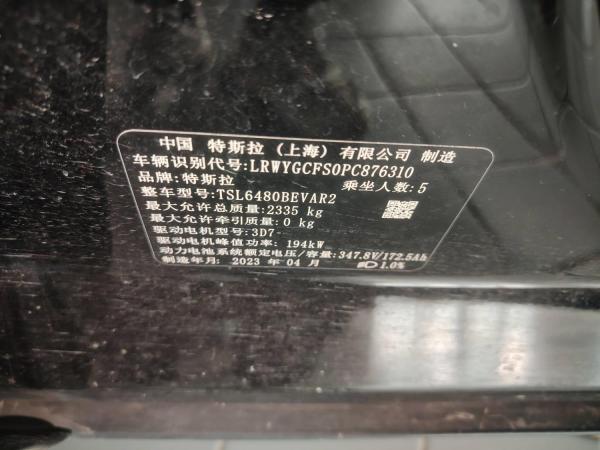 中国 特斯拉（上海）有限公司 制造
车辆识别代号:LRWYGCFS0PC876310
品牌:特斯拉 乘坐人数:5
整车型号:TSL6480BEVAR2
最大允许总质量:2335 kg
最大允许牵引质量:0 kg
驱动电机型号:3D7
驱动电机峰值功率: 194kW
动力电池系统额定电压/容量:347.8V/172.5Ah
制造年月: 2023 年 04 月 1.0%